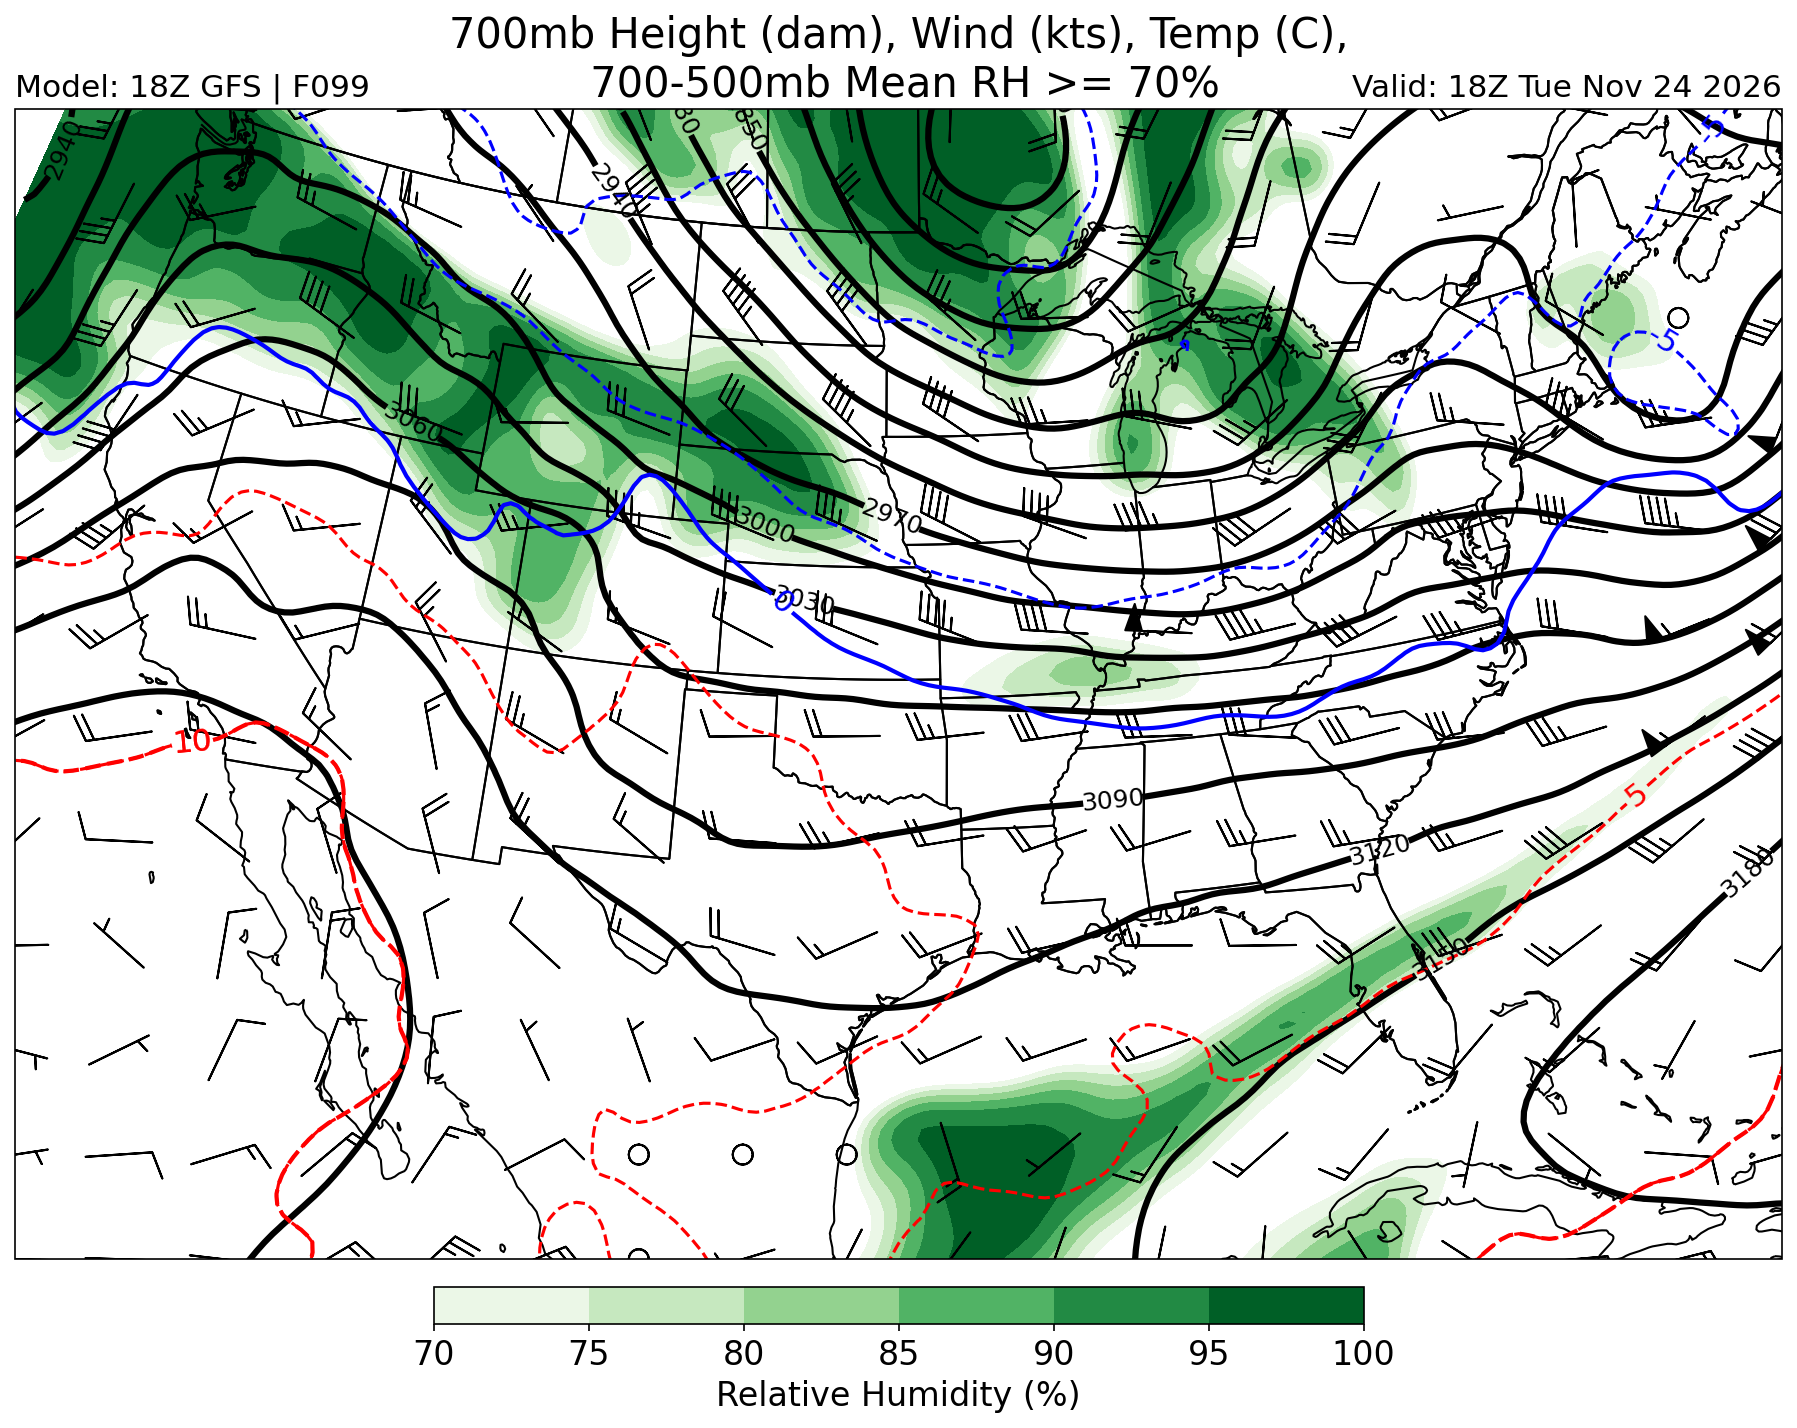 700mb Height (dam), Wind (kts), Temp (C),
700-500mb Mean RH >= 70%
Model: 18Z GFS | F099
Valid: 18Z Tue Nov 24 2026
2940
2940
3060
2970
3000
3030
0
10
3090
3120
3150
3180
5
-5
70 75 80 85 90 95 100
Relative Humidity (%)